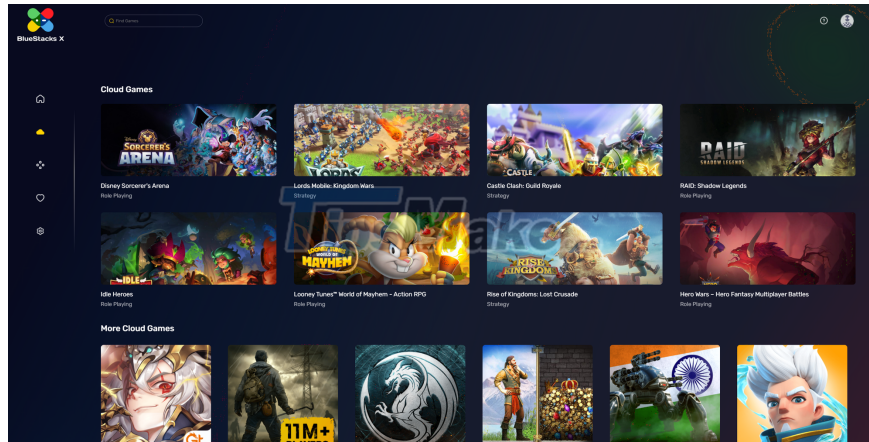 BlueStacks X
Find Games
Cloud Games
Disney
SORCERER'S
ARENA
LORDS
CASTLE
RAID
SHADOW LEGENDS
Disney Sorcerer's Arena
Role Playing
Lords Mobile: Kingdom Wars
Strategy
Castle Clash: Guild Royale
Strategy
RAID: Shadow Legends
Role Playing
TipsMake
IDLE
LOONEY TUNES
WORLD OF
MAYHEM
RISE
KINGDOM
Idle Heroes
Role Playing
Looney Tunes™ World of Mayhem - Action RPG
Role Playing
Rise of Kingdoms: Lost Crusade
Strategy
Hero Wars – Hero Fantasy Multiplayer Battles
Role Playing
More Cloud Games
11M+